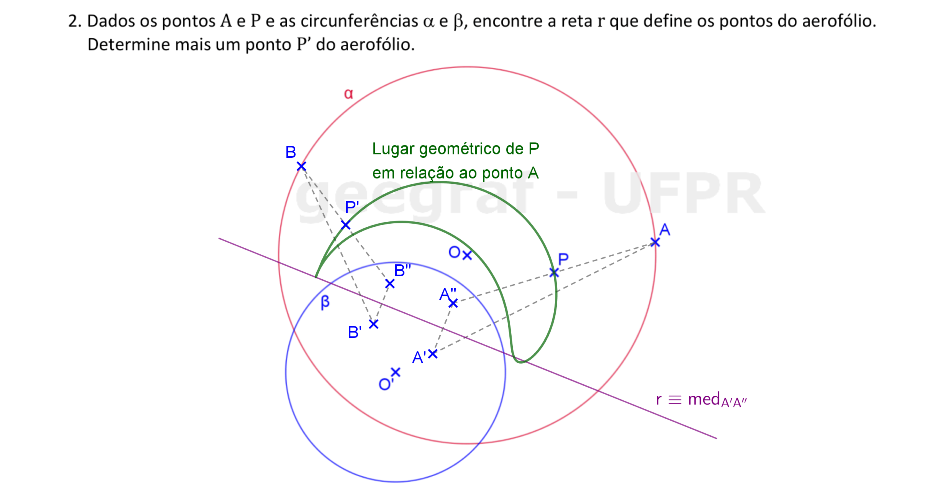 2. Dados os pontos A e P e as circunferências α e β, encontre a reta r que define os pontos do aerofólio.
Determine mais um ponto P’ do aerofólio.
α
B
Lugar geométrico de P
em relação ao ponto A
geegraf - UFPR
P'
A
O
P
B"
A"
β
B'
A'
O'
r ≡ med_A'A''